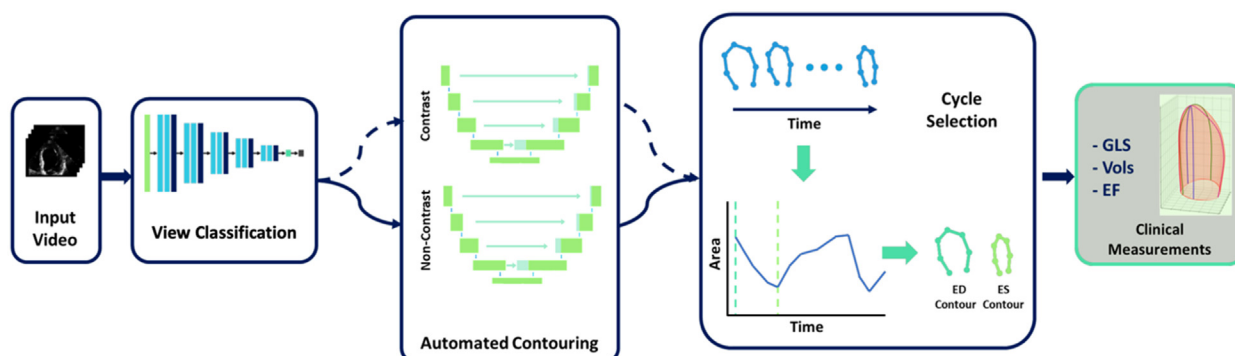 Input
Video
View Classification
Contrast
Non-Contrast
Automated Contouring
Time
Cycle
Selection
Area
Time
ED
Contour
ES
Contour
- GLS
- Vols
- EF
Clinical
Measurements